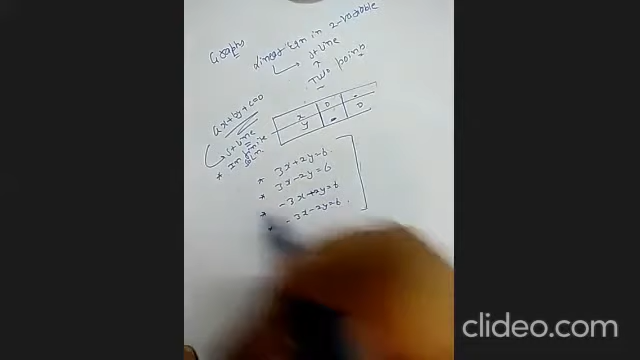 Graphs
Linear Eqn in 2-variable
St line
Two points
ax+by+c=0
St line
* Infinite
Soln.
x 0 -
y - 0
* 3x+2y=6.
* 3x-2y=6
* -3x+2y=6
* -3x-2y=6.
clideo.com